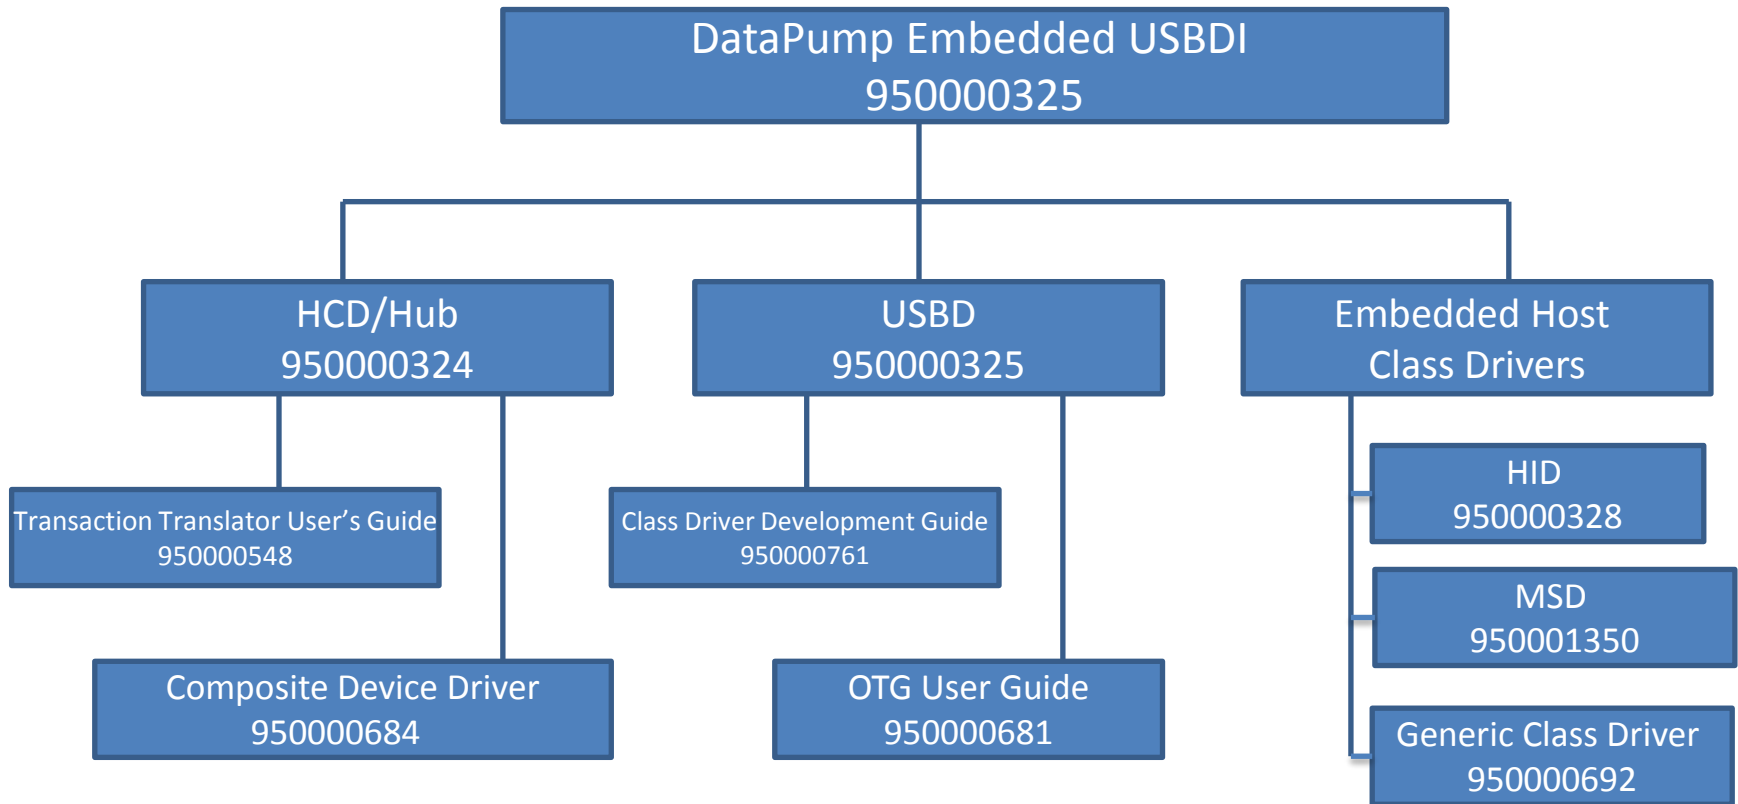 DataPump Embedded USBDI
950000325
HCD/Hub
950000324
USBD
950000325
Embedded Host
Class Drivers
Transaction Translator User’s Guide
950000548
Class Driver Development Guide
950000761
HID
950000328
MSD
950001350
Composite Device Driver
950000684
OTG User Guide
950000681
Generic Class Driver
950000692